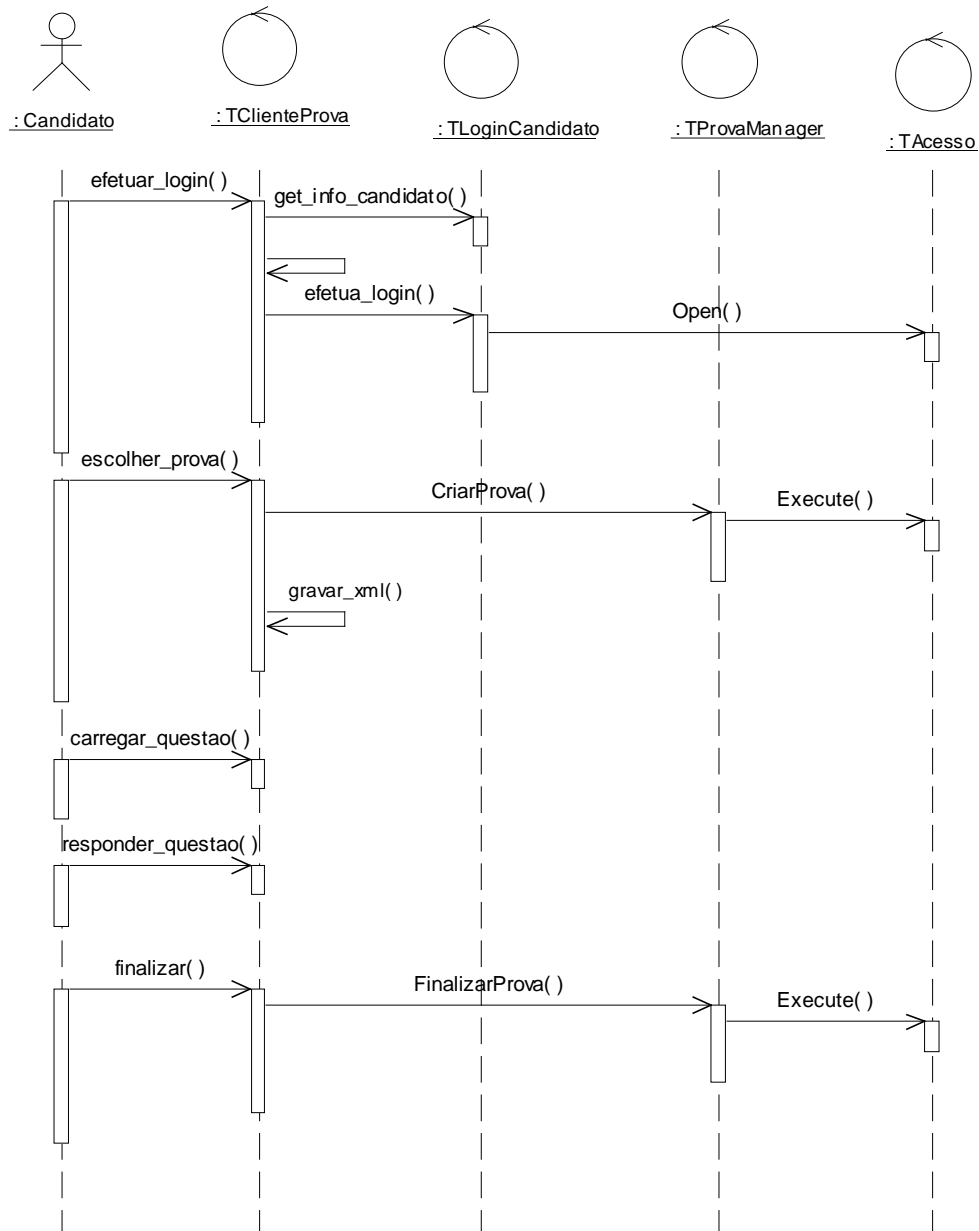 : Candidato
: TClienteProva
: TLoginCandidato
: TProvaManager
: TAcesso
efetuar_login( )
get_info_candidato( )
efetua_login( )
Open( )
escolher_prova( )
CriarProva( )
Execute( )
gravar_xml( )
carregar_questao( )
responder_questao( )
finalizar( )
FinalizarProva( )
Execute( )